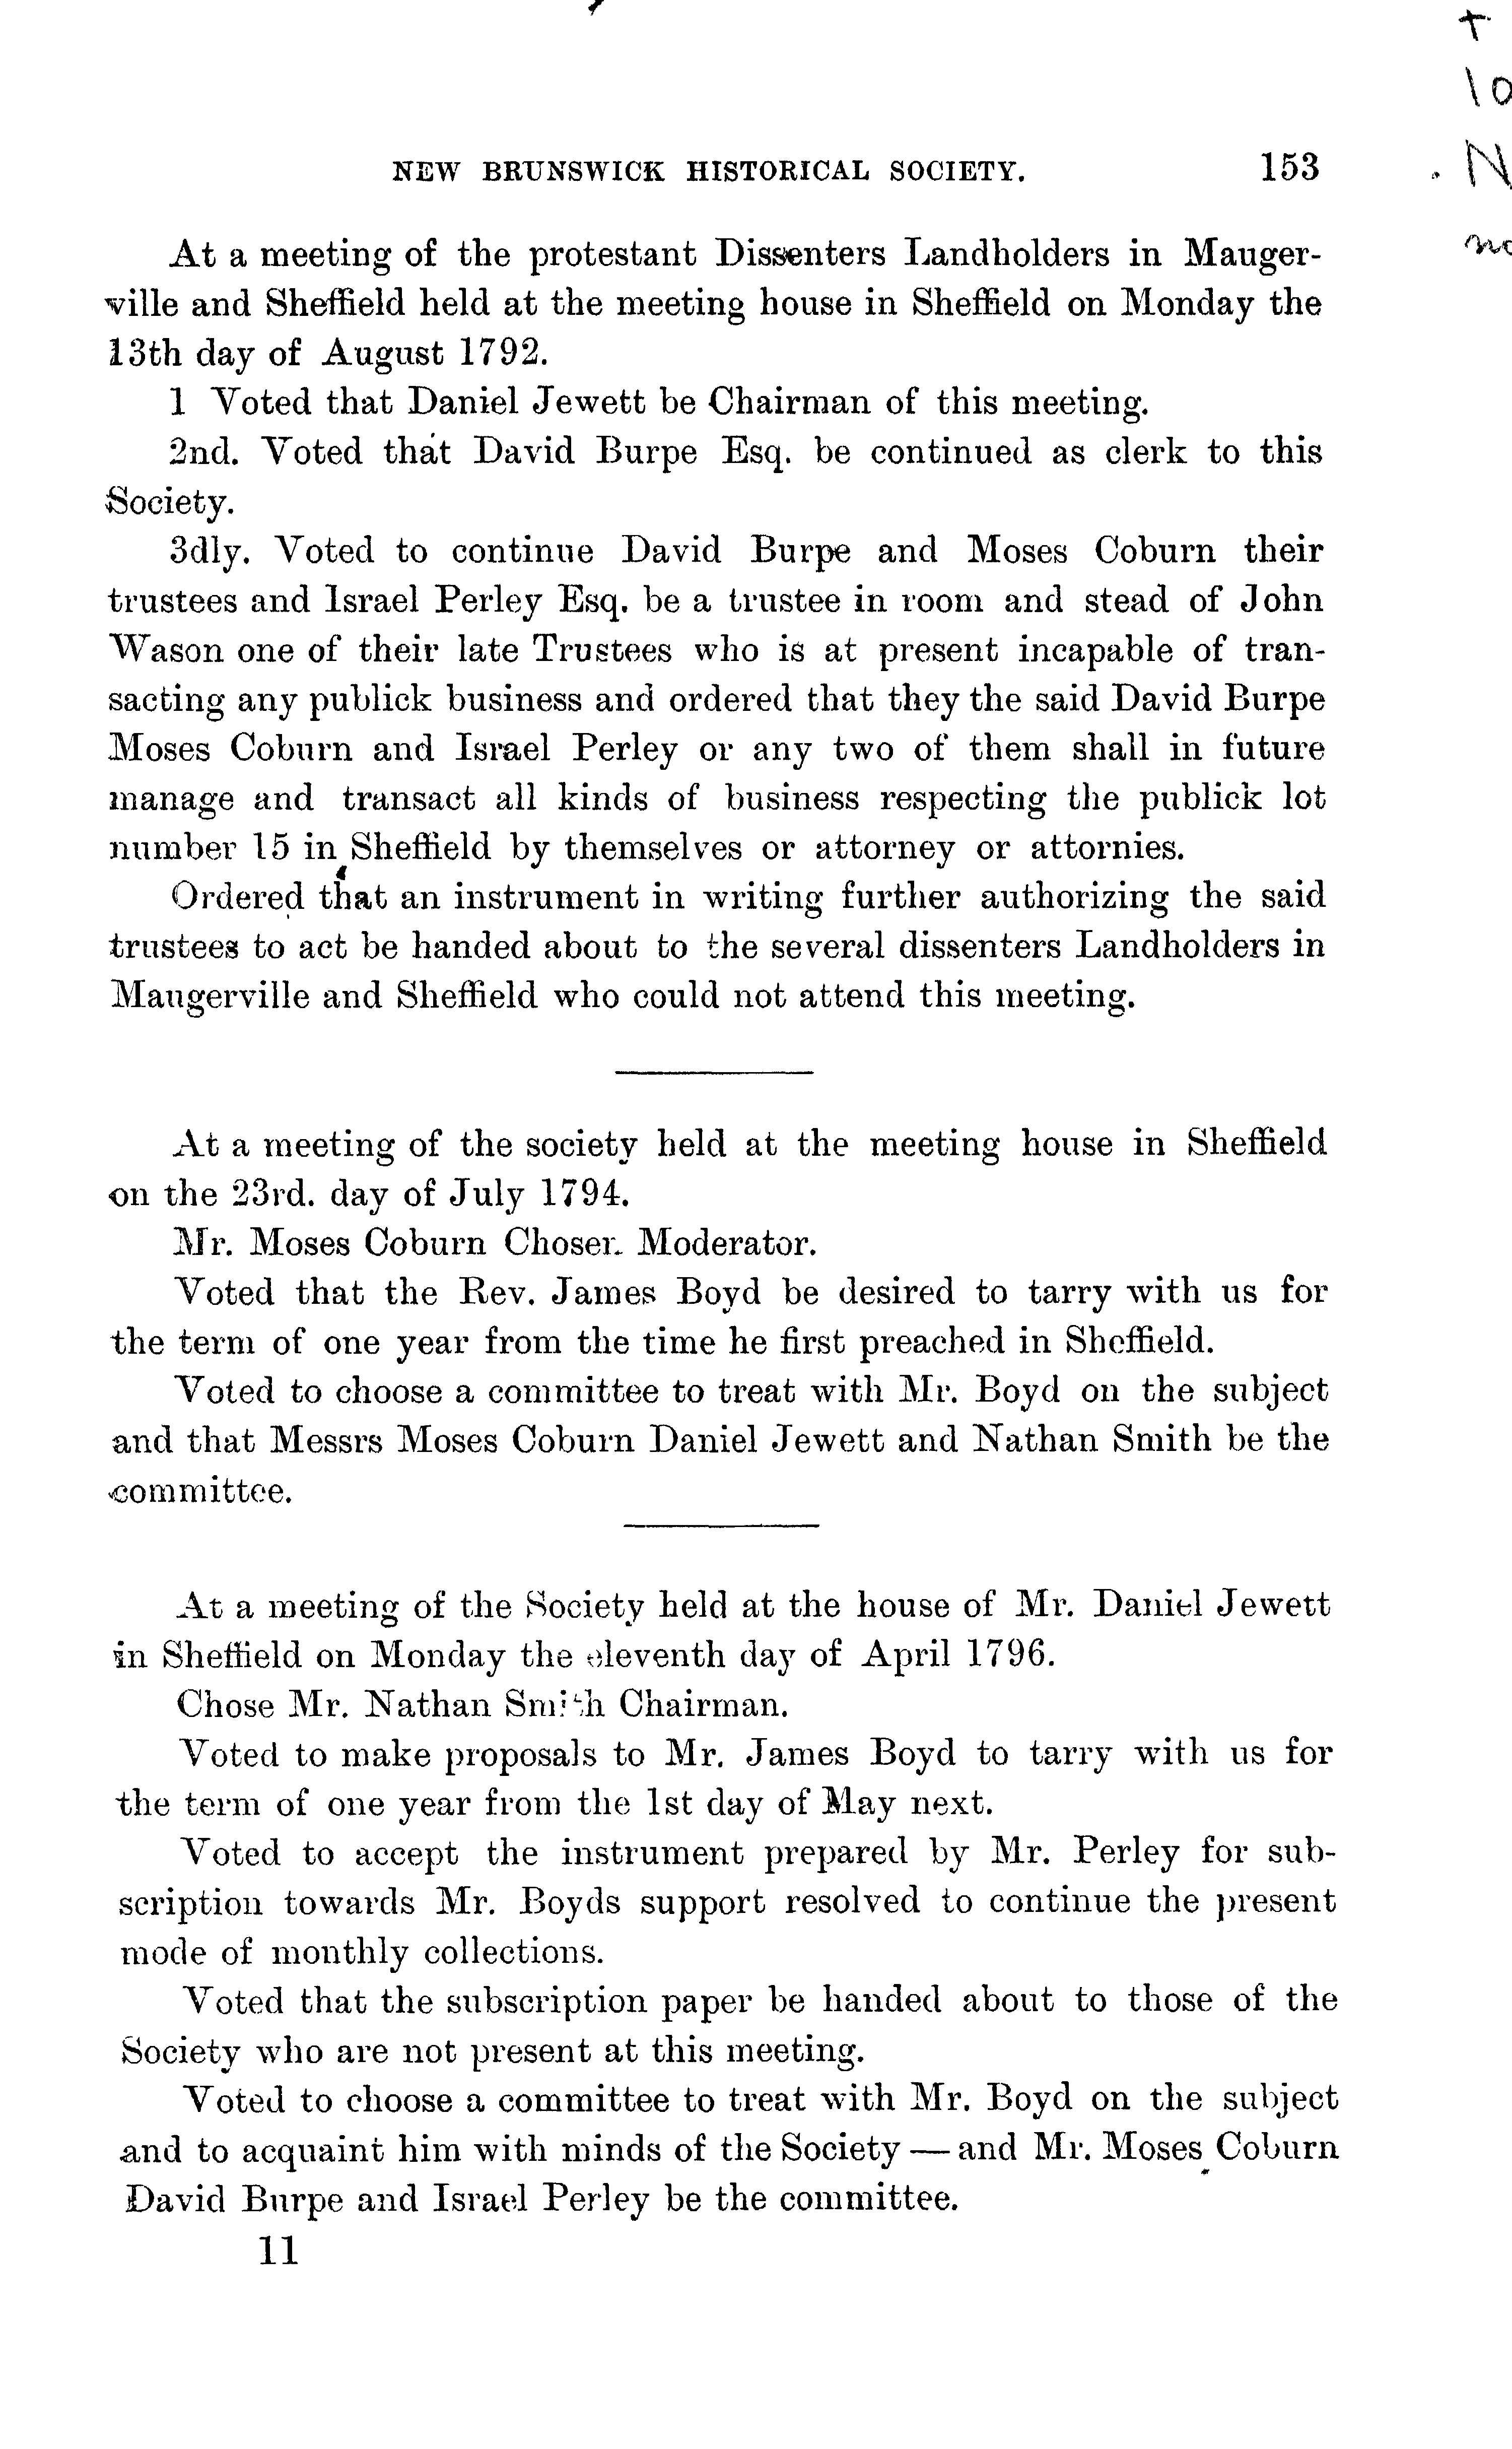 NEW BRUNSWICK HISTORICAL SOCIETY. 153
At a meeting of the protestant Dissenters Landholders in Mauger-
ville and Sheffield held at the meeting house in Sheffield on Monday the
13th day of August 1792.
1 Voted that Daniel Jewett be Chairman of this meeting.
2nd. Voted that David Burpe Esq. be continued as clerk to this
Society.
3dly. Voted to continue David Burpe and Moses Coburn their
trustees and Israel Perley Esq. be a trustee in room and stead of John
Wason one of their late Trustees who is at present incapable of tran-
sacting any publick business and ordered that they the said David Burpe
Moses Coburn and Israel Perley or any two of them shall in future
manage and transact all kinds of business respecting the publick lot
number 15 in Sheffield by themselves or attorney or attornies.
Ordered that an instrument in writing further authorizing the said
trustees to act be handed about to the several dissenters Landholders in
Maugerville and Sheffield who could not attend this meeting.
At a meeting of the society held at the meeting house in Sheffield
on the 23rd. day of July 1794.
Mr. Moses Coburn Chosen Moderator.
Voted that the Rev. James Boyd be desired to tarry with us for
the term of one year from the time he first preached in Sheffield.
Voted to choose a committee to treat with Mr. Boyd on the subject
and that Messrs Moses Coburn Daniel Jewett and Nathan Smith be the
committee.
At a meeting of the Society held at the house of Mr. Daniel Jewett
in Sheffield on Monday the eleventh day of April 1796.
Chose Mr. Nathan Smith Chairman.
Voted to make proposals to Mr. James Boyd to tarry with us for
the term of one year from the 1st day of May next.
Voted to accept the instrument prepared by Mr. Perley for sub-
scription towards Mr. Boyds support resolved to continue the present
mode of monthly collections.
Voted that the subscription paper be handed about to those of the
Society who are not present at this meeting.
Voted to choose a committee to treat with Mr. Boyd on the subject
and to acquaint him with minds of the Society — and Mr. Moses Coburn
David Burpe and Israel Perley be the committee.
11